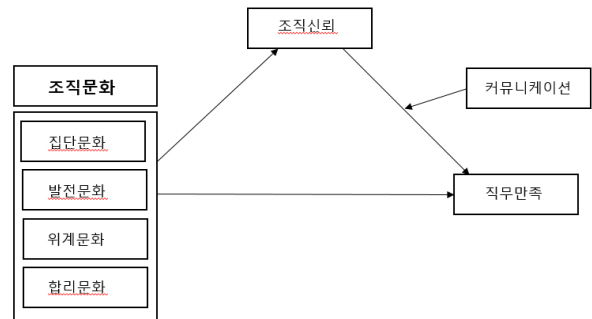 조직신뢰
조직문화
커뮤니케이션
집단문화
발전문화
직무만족
위계문화
합리문화